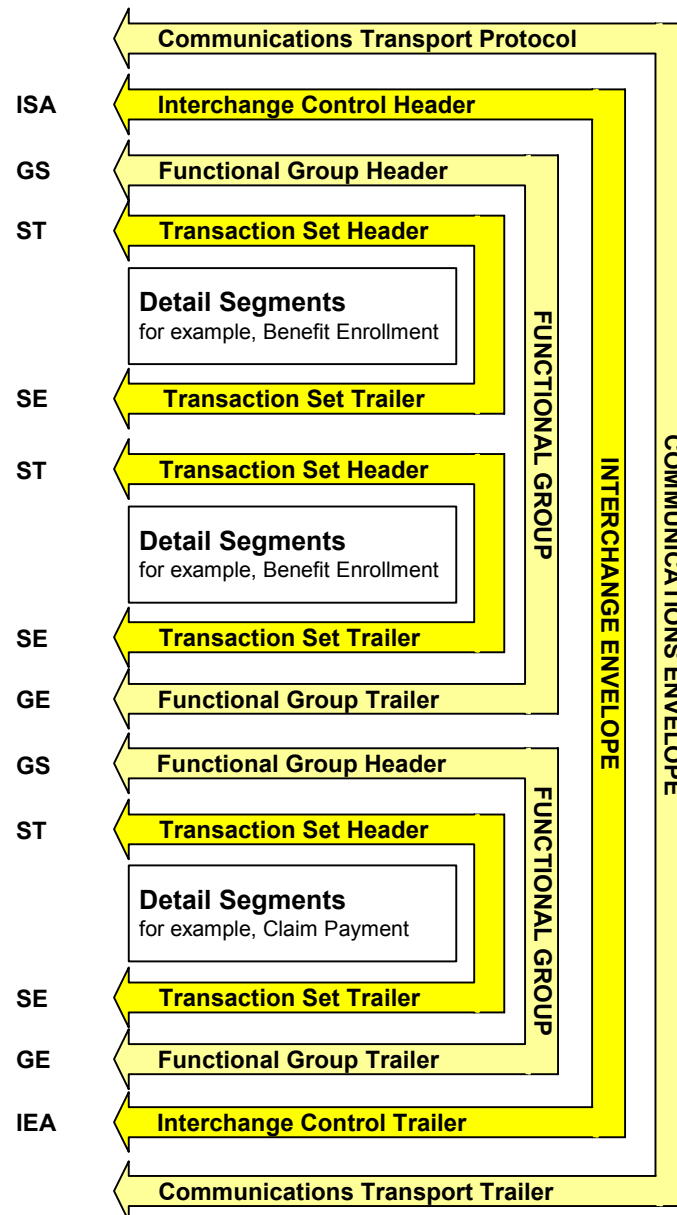 Communications Transport Protocol
ISA Interchange Control Header
GS Functional Group Header
ST Transaction Set Header
Detail Segments
for example, Benefit Enrollment
SE Transaction Set Trailer
ST Transaction Set Header
Detail Segments
for example, Benefit Enrollment
SE Transaction Set Trailer
GE Functional Group Trailer
FUNCTIONAL GROUP
GS Functional Group Header
ST Transaction Set Header
Detail Segments
for example, Claim Payment
SE Transaction Set Trailer
GE Functional Group Trailer
FUNCTIONAL GROUP
IEA Interchange Control Trailer
INTERCHANGE ENVELOPE
Communications Transport Trailer
COMMUNICATIONS ENVELOPE